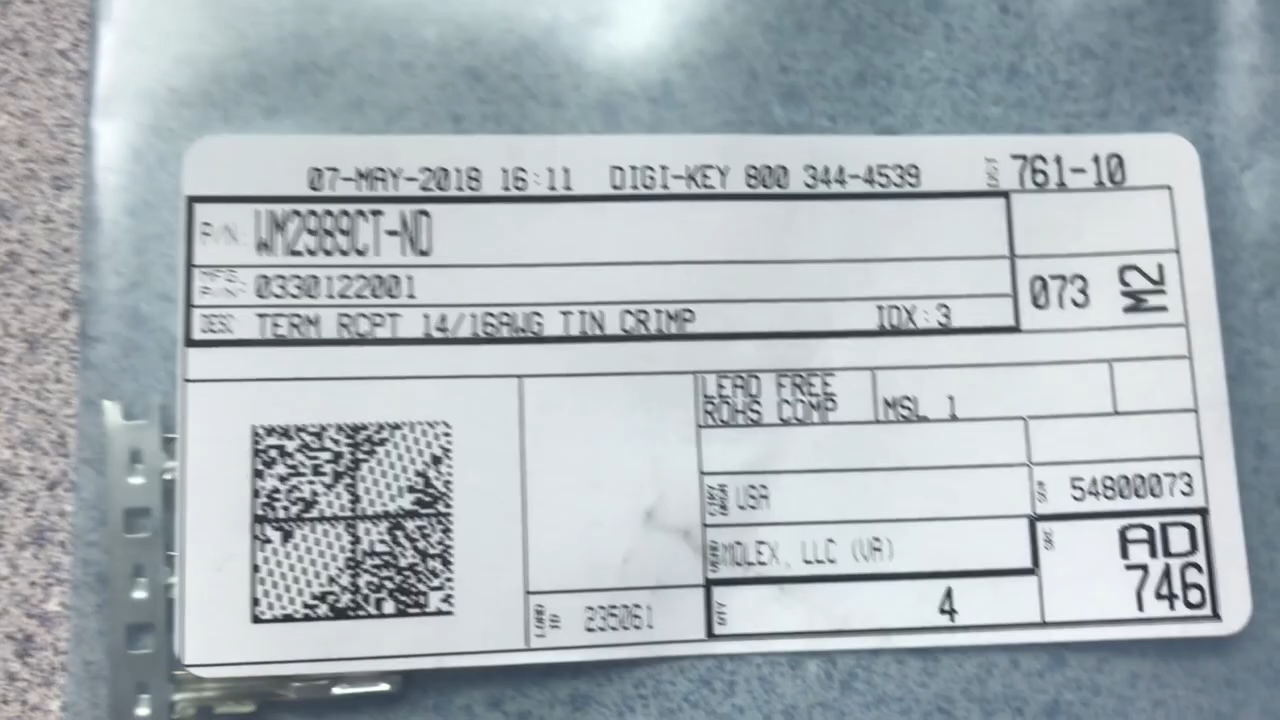 07-MAY-2018 16:11 DIGI-KEY 800 344-4539 761-10
P/N: WM2989CT-ND
MFG P/N: 0330122001
073 M2
DESC TERM RCPT 14/16AWG TIN CRIMP IDX:3
LEAD FREE
ROHS COMP
MSL 1
USA
54800073
MOLEX, LLC (VA)
AD
746
235061
QTY 4